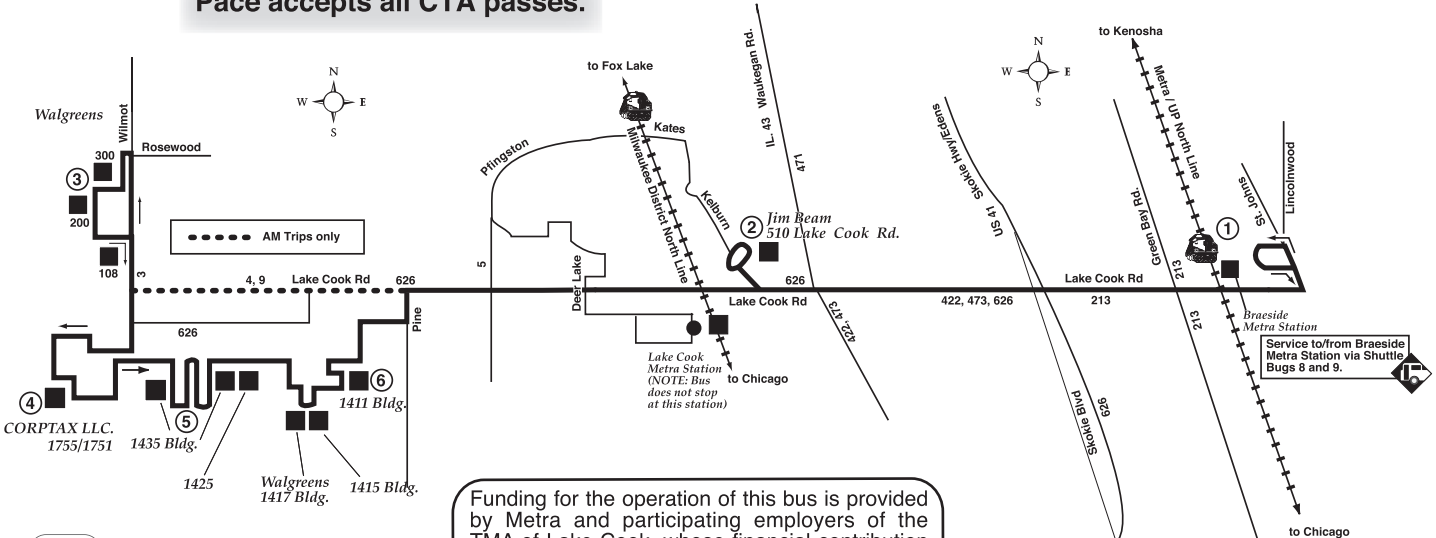 Pace accepts all CTA passes.
to Kenosha
to Fox Lake
N
W E
S
N
W E
S
Walgreens
Wilmot
Rosewood
300
3
200
108
3
AM Trips only
4, 9
Lake Cook Rd
626
626
Pine
Pfingston
Kates
Milwaukee District North Line
Kelburn
5
Deer Lake
2
Jim Beam
510 Lake Cook Rd.
IL. 43 Waukegan Rd.
471
626
Lake Cook Rd
422, 473
Skokie Hwy/Edens
US 41
422, 473, 626
Lake Cook Rd
213
Green Bay Rd.
213
213
Metra / UP North Line
1
St. Johns
Lincolnwood
Braeside
Metra Station
Service to/from Braeside
Metra Station via Shuttle
Bugs 8 and 9.
Lake Cook
Metra Station
(NOTE: Bus
does not stop
at this station)
to Chicago
Skokie Blvd
626
to Chicago
4
CORPTAX LLC.
1755/1751
5
1435 Bldg.
1425
6
1411 Bldg.
Walgreens
1417 Bldg.
1415 Bldg.
Funding for the operation of this bus is provided
by Metra and participating employers of the
TMA of Lake Cook, whose financial contribution